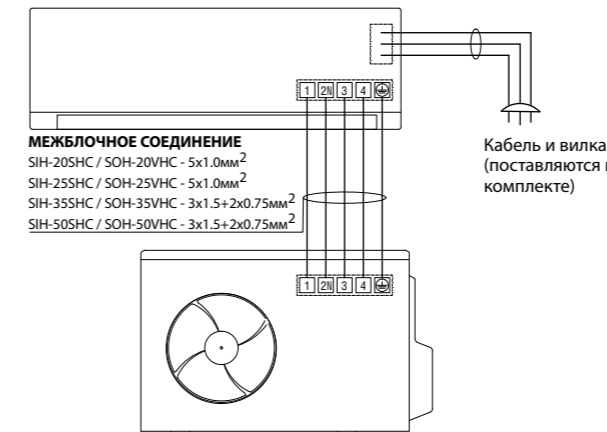 1 2N 3 4
МЕЖБЛОЧНОЕ СОЕДИНЕНИЕ
SIH-20SHC / SOH-20VHC - 5x1.0мм2
SIH-25SHC / SOH-25VHC - 5x1.0мм2
SIH-35SHC / SOH-35VHC - 3x1.5+2x0.75мм2
SIH-50SHC / SOH-50VHC - 3x1.5+2x0.75мм2
Кабель и вилка
(поставляются
комплекте)
1 2N 3 4